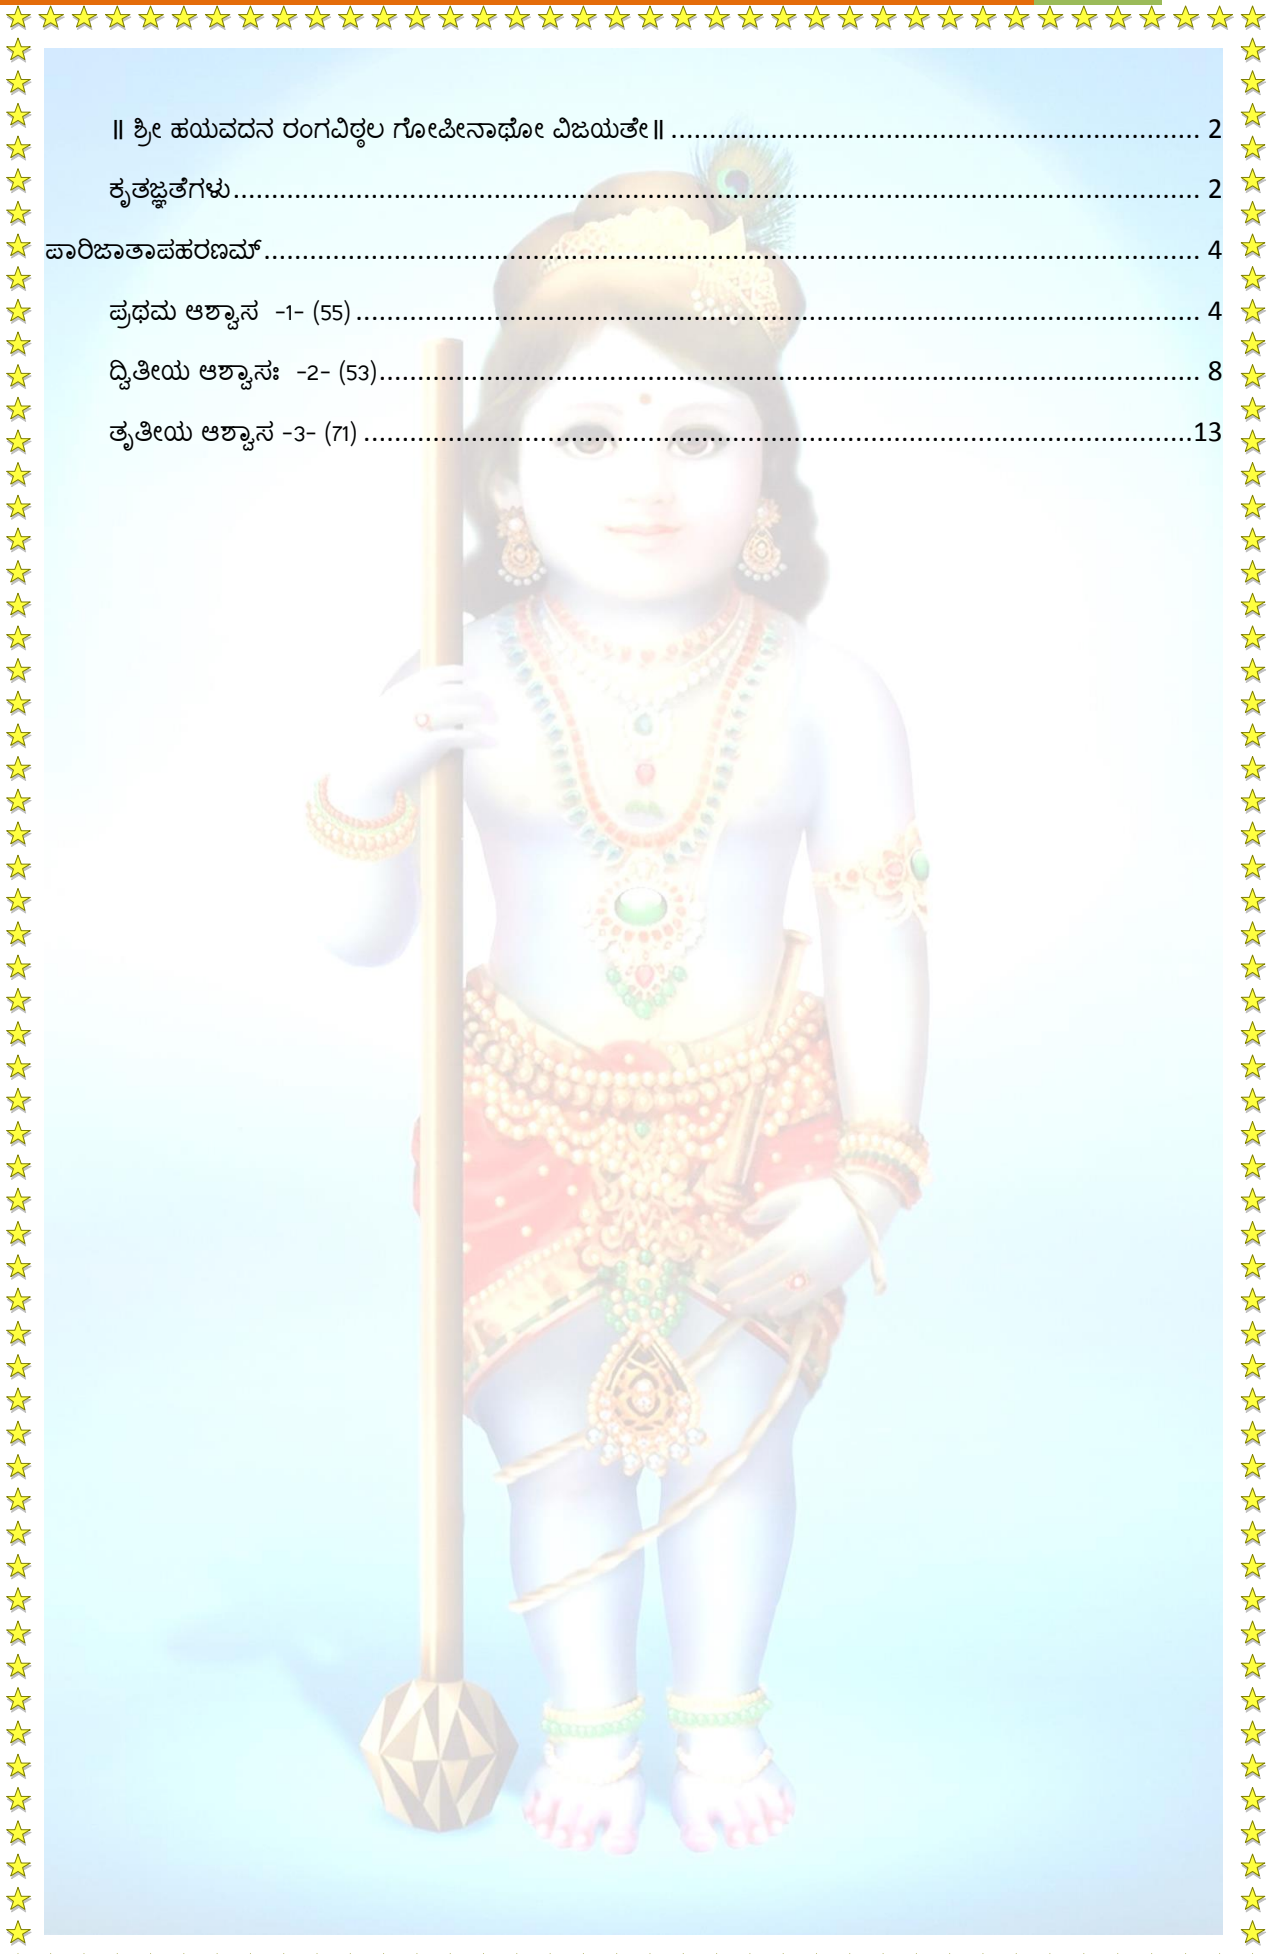 ॥ ಶ್ರೀ ಹಯವದನ ರಂಗವಿಠ್ಠಲ ಗೋಪೀನಾಥೋ ವಿಜಯತೇ॥ ........................................................................ 2
ಕೃತಜ್ಞತೆಗಳು........................................................................ 2
ಪಾರಿಜಾತಾಪಹರಣಮ್........................................................................ 4
ಪ್ರಥಮ ಆಶ್ವಾಸ -1- (55) ........................................................................ 4
ದ್ವಿತೀಯ ಆಶ್ವಾಸಃ -2- (53)........................................................................ 8
ತೃತೀಯ ಆಶ್ವಾಸ -3- (71) ........................................................................13